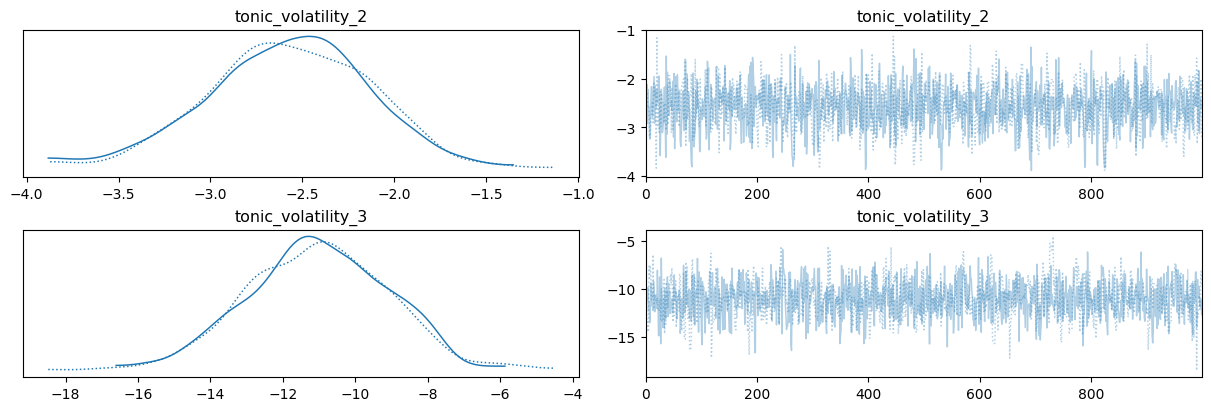 tonic_volatility_2
−4.0 −3.5 −3.0 −2.5 −2.0 −1.5 −1.0
tonic_volatility_2
−1
−2
−3
−4
0 200 400 600 800
tonic_volatility_3
−18 −16 −14 −12 −10 −8 −6 −4
tonic_volatility_3
−5
−10
−15
0 200 400 600 800